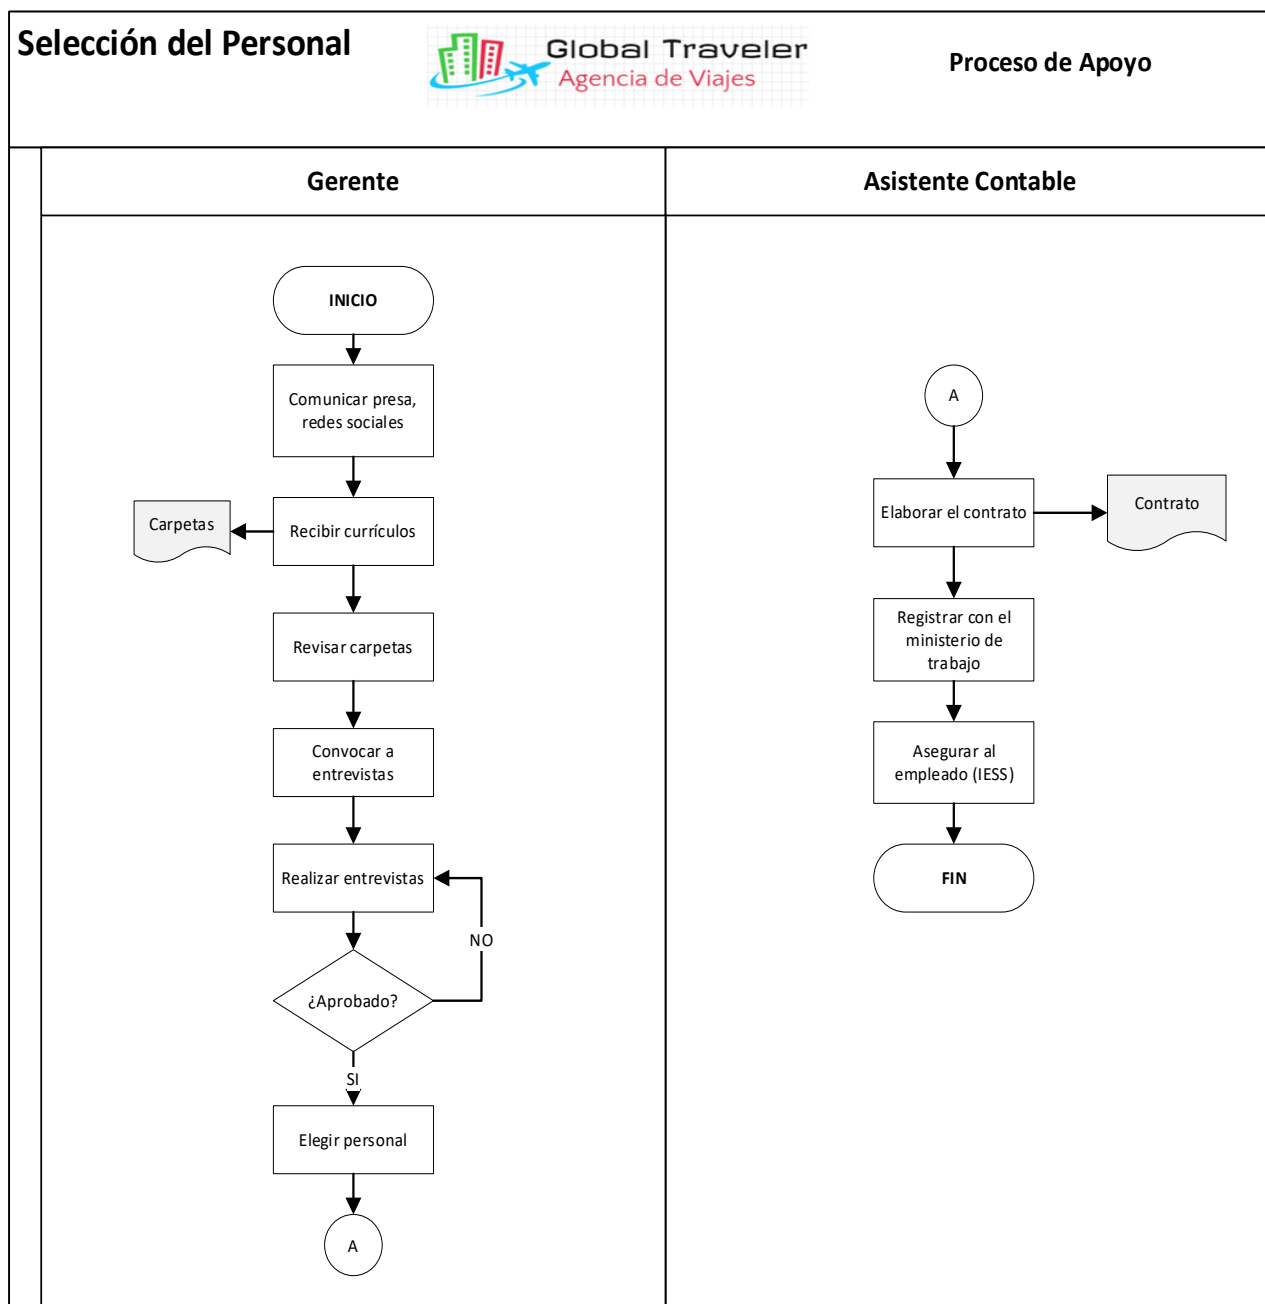 Selección del Personal
Global Traveler
Agencia de Viajes
Proceso de Apoyo
Gerente
Asistente Contable
INICIO
Comunicar presa,
redes sociales
Carpetas
Recibir currículos
Revisar carpetas
Convocar a
entrevistas
Realizar entrevistas
NO
¿Aprobado?
SI
Elegir personal
A
A
Elaborar el contrato
Contrato
Registrar con el
ministerio de
trabajo
Asegurar al
empleado (IESS)
FIN